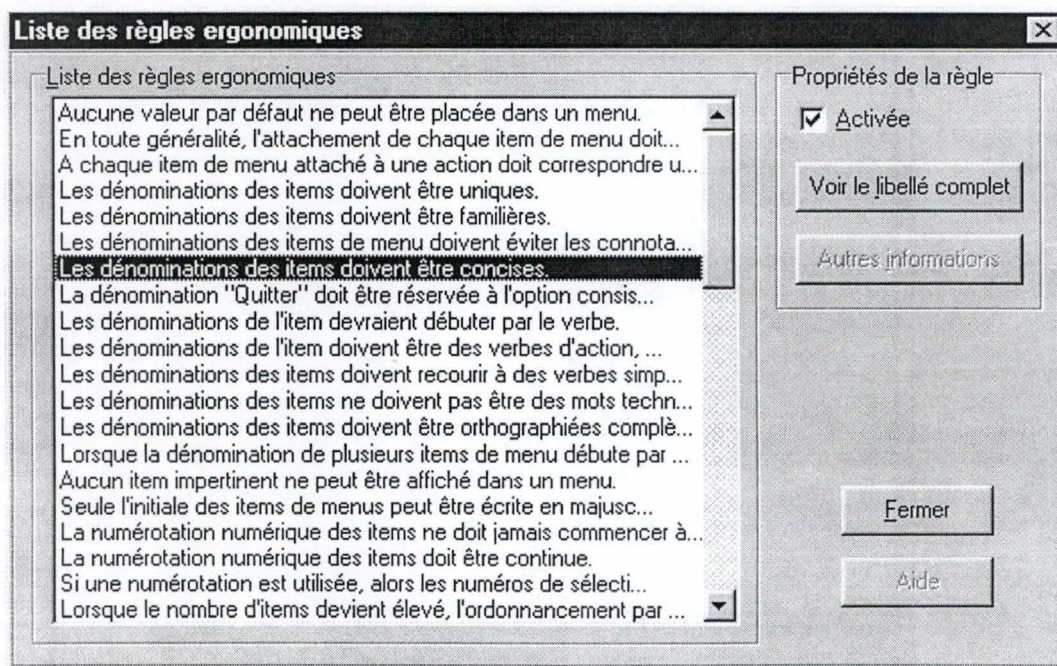 Liste des règles ergonomiques
Liste des règles ergonomiques
Aucune valeur par défaut ne peut être placée dans un menu.
En toute généralité, l'attachement de chaque item de menu doit...
A chaque item de menu attaché à une action doit correspondre u...
Les dénominations des items doivent être uniques.
Les dénominations des items doivent être familières.
Les dénominations des items de menu doivent éviter les connota...
Les dénominations des items doivent être concises.
La dénomination "Quitter" doit être réservée à l'option consis...
Les dénominations de l'item devraient débuter par le verbe.
Les dénominations de l'item doivent être des verbes d'action, ...
Les dénominations des items doivent recourir à des verbes simp...
Les dénominations des items ne doivent pas être des mots techn...
Les dénominations des items doivent être orthographiées complè...
Lorsque la dénomination de plusieurs items de menu débute par ...
Aucun item impertinent ne peut être affiché dans un menu.
Seule l'initiale des items de menus peut être écrite en majusc...
La numérotation numérique des items ne doit jamais commencer à...
La numérotation numérique des items doit être continue.
Si une numérotation est utilisée, alors les numéros de sélecti...
Lorsque le nombre d'items devient élevé, l'ordonnancement par ...
Propriétés de la règle
Activée
Voir le libellé complet
Autres informations
Fermer
Aide